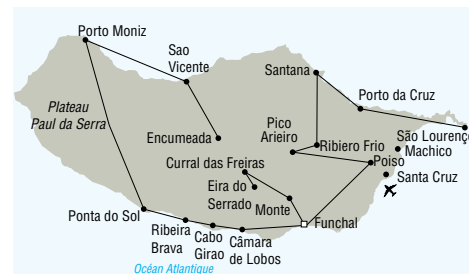 Porto Moniz
Sao
Vicente
Santana
Porto da Cruz
Plateau
Paul da Serra
Pico
Arieiro
São Lourenço
Machico
Encumeada
Ribiero Frio
Curral das Freiras
Poiso
Eira do
Serrado
Santa Cruz
Monte
Ponta do Sol
Funchal
Ribeira
Brava
Cabo
Girao
Câmara
de Lobos
Océan Atlantique